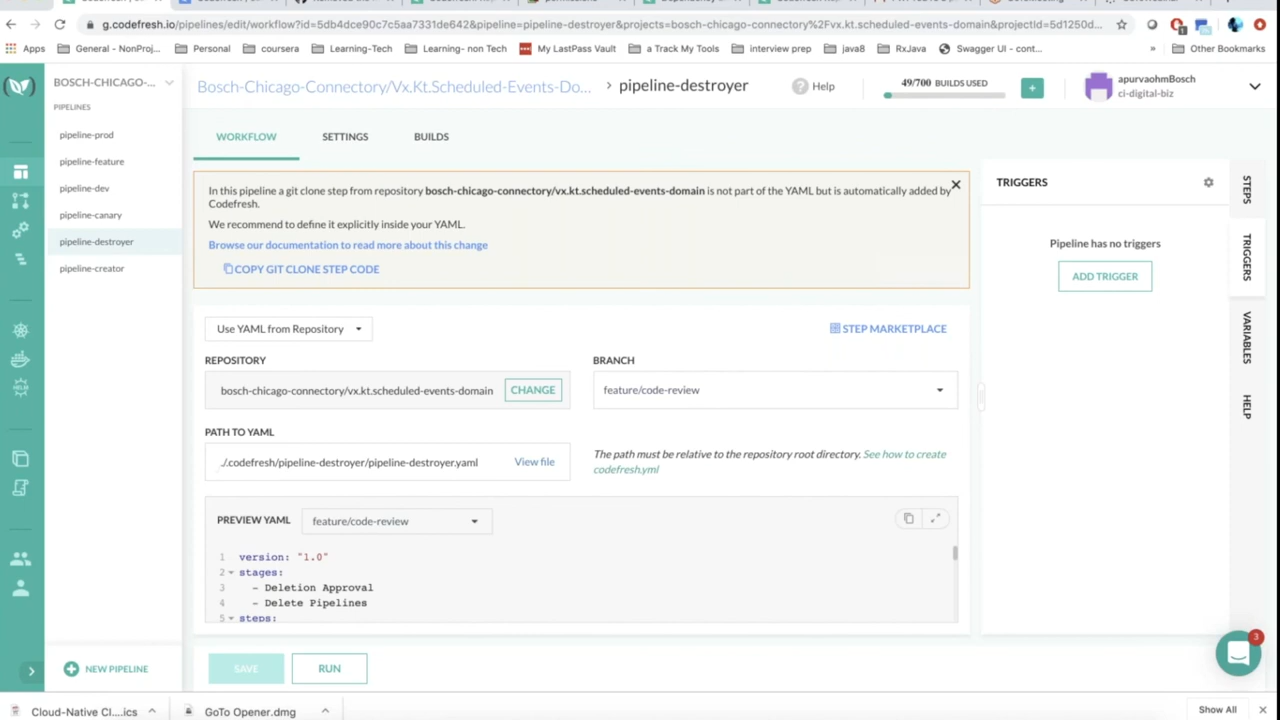 g.codefresh.io/pipelines/edit/workflow?id=5db4dce90c7c5aa7331de642&pipeline=pipeline-destroyer&projects=bosch-chicago-connectory%2Fvx.kt.scheduled-events-domain&projectId=5d1250d...
Apps
General - NonProj...
Personal
coursera
Learning-Tech
Learning- non Tech
My LastPass Vault
a Track My Tools
interview prep
java8
RxJava
Swagger UI - cont...
»
Other Bookmarks
BOSCH-CHICAGO-...
Bosch-Chicago-Connectory/Vx.Kt.Scheduled-Events-Do... > pipeline-destroyer
Help
49/700 BUILDS USED
+
apurvaohmBosch
ci-digital-biz
PIPELINES
pipeline-prod
pipeline-feature
pipeline-dev
pipeline-canary
pipeline-destroyer
pipeline-creator
NEW PIPELINE
WORKFLOW
SETTINGS
BUILDS
In this pipeline a git clone step from repository bosch-chicago-connectory/vx.kt.scheduled-events-domain is not part of the YAML but is automatically added by
Codefresh.
We recommend to define it explicitly inside your YAML.
Browse our documentation to read more about this change
COPY GIT CLONE STEP CODE
Use YAML from Repository
STEP MARKETPLACE
REPOSITORY
bosch-chicago-connectory/vx.kt.scheduled-events-domain
CHANGE
BRANCH
feature/code-review
PATH TO YAML
./.codefresh/pipeline-destroyer/pipeline-destroyer.yaml
View file
The path must be relative to the repository root directory. See how to create
codefresh.yml
PREVIEW YAML
feature/code-review
1 version: "1.0"
2 stages:
3 - Deletion Approval
4 - Delete Pipelines
5 steps:
SAVE
RUN
TRIGGERS
Pipeline has no triggers
ADD TRIGGER
STEPS
TRIGGERS
VARIABLES
HELP
HELM
3
Cloud-Native CI....ics
GoTo Opener.dmg
Show All